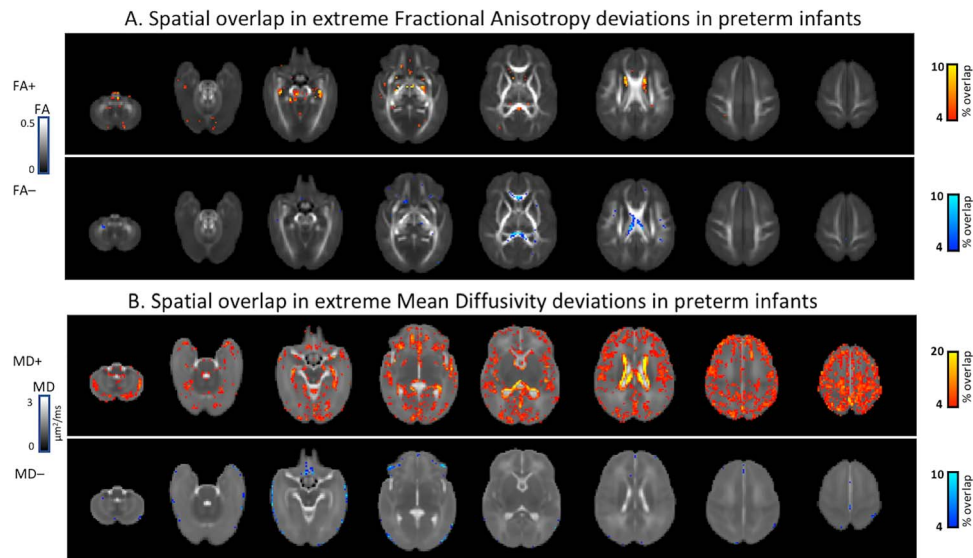 A. Spatial overlap in extreme Fractional Anisotropy deviations in preterm infants
FA+
FA
0.5
0
10
4
% overlap
FA−
10
4
% overlap
B. Spatial overlap in extreme Mean Diffusivity deviations in preterm infants
MD+
MD
3
0
μm²/ms
20
4
% overlap
MD−
10
4
% overlap